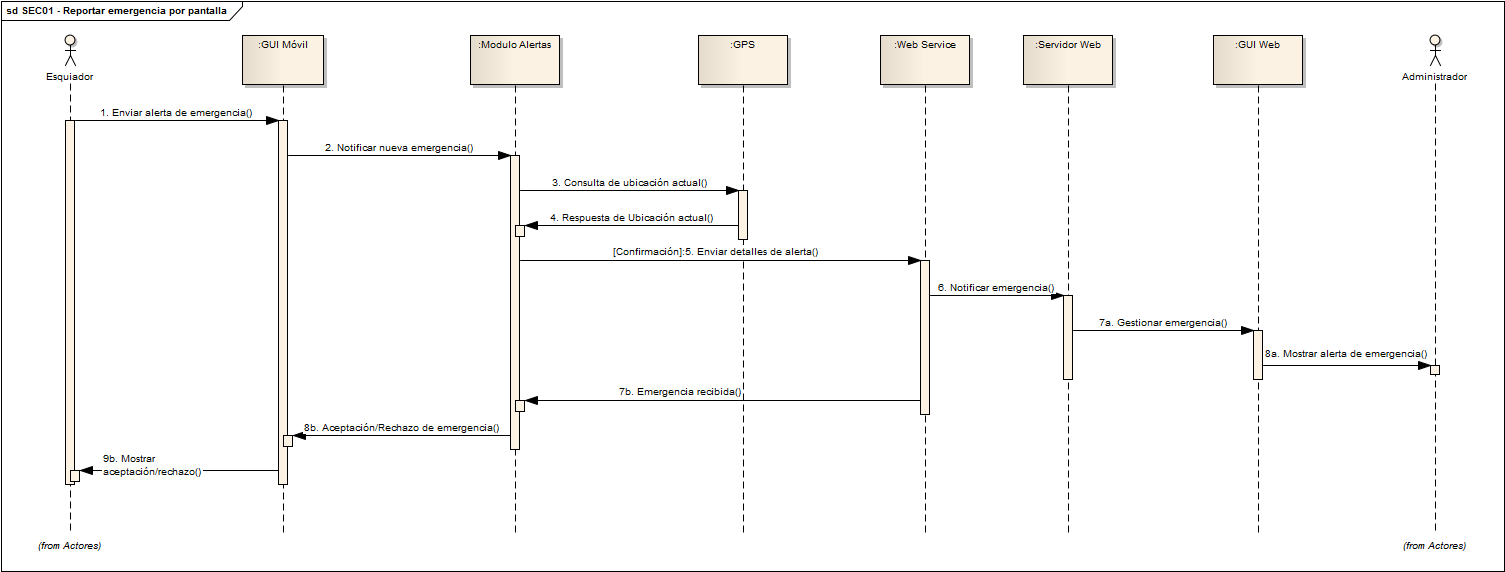 sd SEC01 - Reportar emergencia por pantalla
Esquiador
:GUI Móvil
:Modulo Alertas
:GPS
:Web Service
:Servidor Web
:GUI Web
Administrador
1. Enviar alerta de emergencia()
2. Notificar nueva emergencia()
3. Consulta de ubicación actual()
4. Respuesta de Ubicación actual()
[Confirmación]:5. Enviar detalles de alerta()
6. Notificar emergencia()
7a. Gestionar emergencia()
8a. Mostrar alerta de emergencia()
7b. Emergencia recibida()
8b. Aceptación/Rechazo de emergencia()
9b. Mostrar
aceptación/rechazo()
(from Actores)
(from Actores)